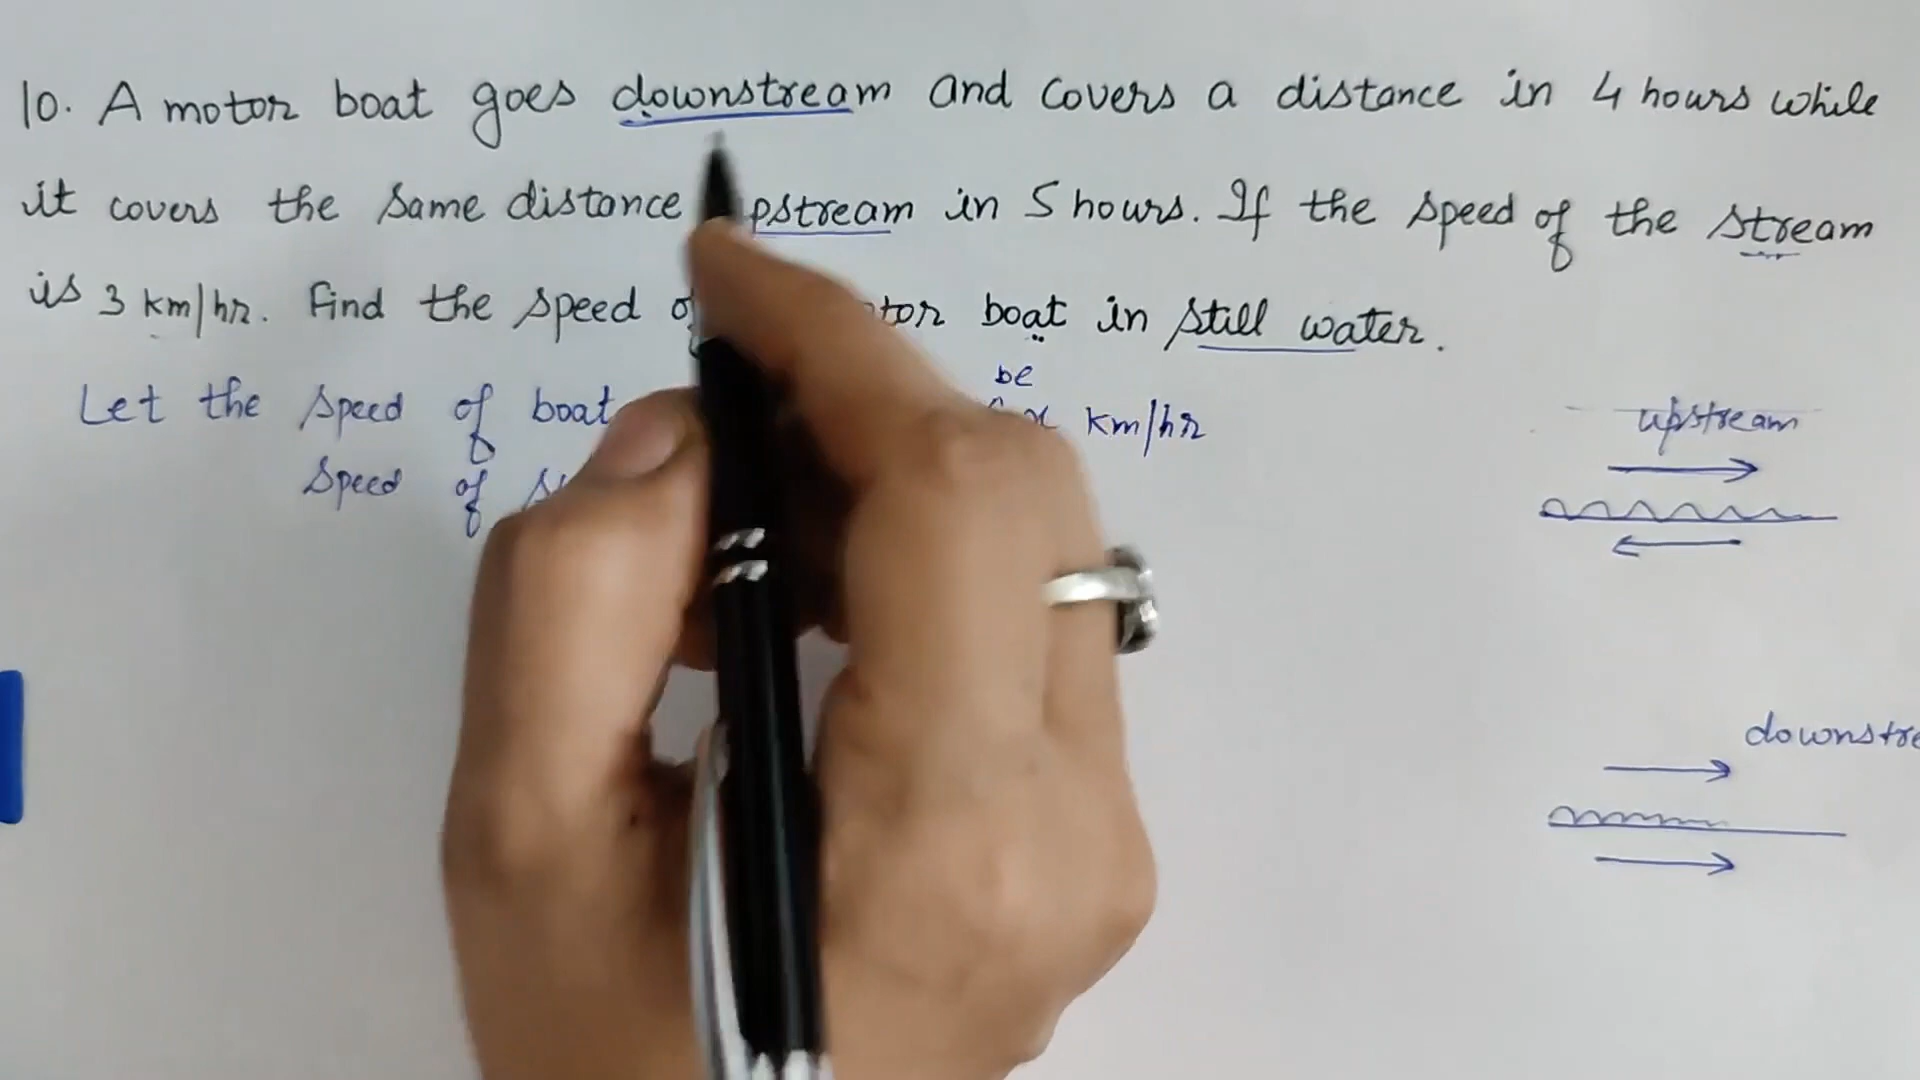 10. A motor boat goes downstream and covers a distance in 4 hours while
it covers the same distance pstream in 5 hours. If the speed of the stream
is 3 km/hr. Find the speed of tor boat in still water.
be
Let the speed of boat x km/hr
Speed of
upstream
downstre